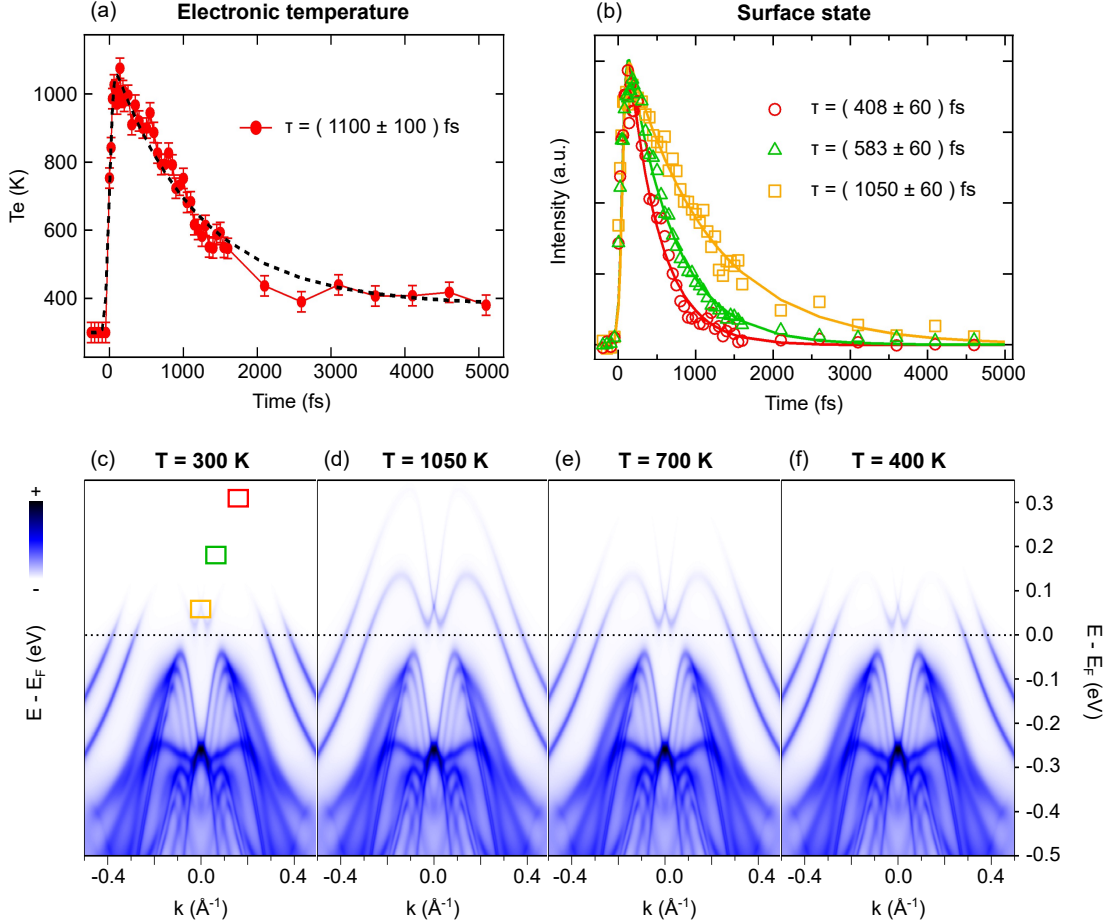 (a) Electronic temperature
1000
800
600
400
Te (K)
τ = ( 1100 ± 100 ) fs
0 1000 2000 3000 4000 5000
Time (fs)
(b) Surface state
Intensity (a.u.)
τ = ( 408 ± 60 ) fs
τ = ( 583 ± 60 ) fs
τ = ( 1050 ± 60 ) fs
0 1000 2000 3000 4000 5000
Time (fs)
(c) T = 300 K
(d) T = 1050 K
(e) T = 700 K
(f) T = 400 K
+
-
E - EF (eV)
0.3
0.2
0.1
0.0
-0.1
-0.2
-0.3
-0.4
-0.5
E - EF (eV)
-0.4 0.0 0.4
k (Å-1)
-0.4 0.0 0.4
k (Å-1)
-0.4 0.0 0.4
k (Å-1)
-0.4 0.0 0.4
k (Å-1)